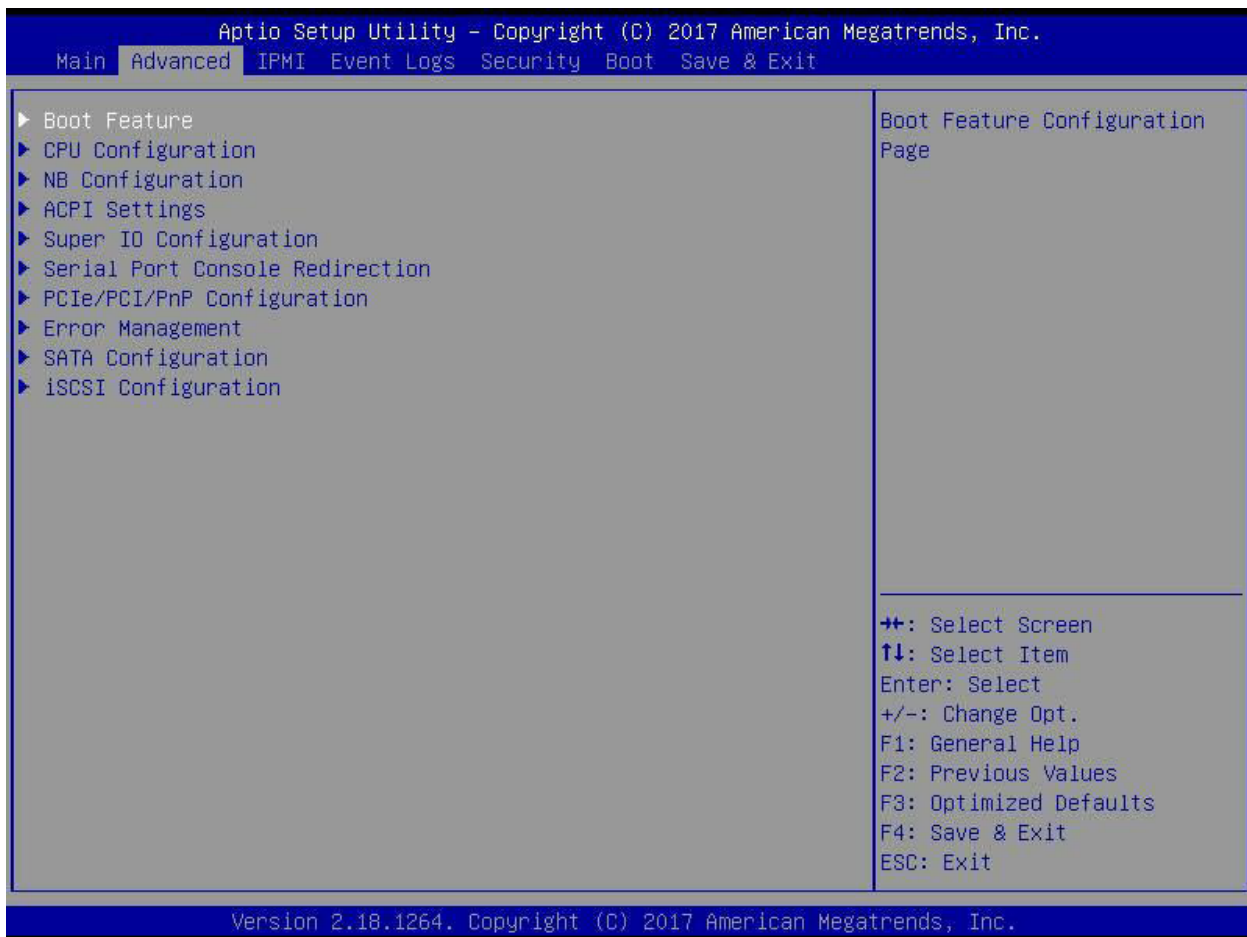 Aptio Setup Utility – Copyright (C) 2017 American Megatrends, Inc.
Main Advanced IPMI Event Logs Security Boot Save & Exit
▶ Boot Feature
▶ CPU Configuration
▶ NB Configuration
▶ ACPI Settings
▶ Super IO Configuration
▶ Serial Port Console Redirection
▶ PCIe/PCI/PnP Configuration
▶ Error Management
▶ SATA Configuration
▶ iSCSI Configuration
Boot Feature Configuration
Page
→←: Select Screen
↑↓: Select Item
Enter: Select
+/-: Change Opt.
F1: General Help
F2: Previous Values
F3: Optimized Defaults
F4: Save & Exit
ESC: Exit
Version 2.18.1264. Copyright (C) 2017 American Megatrends, Inc.